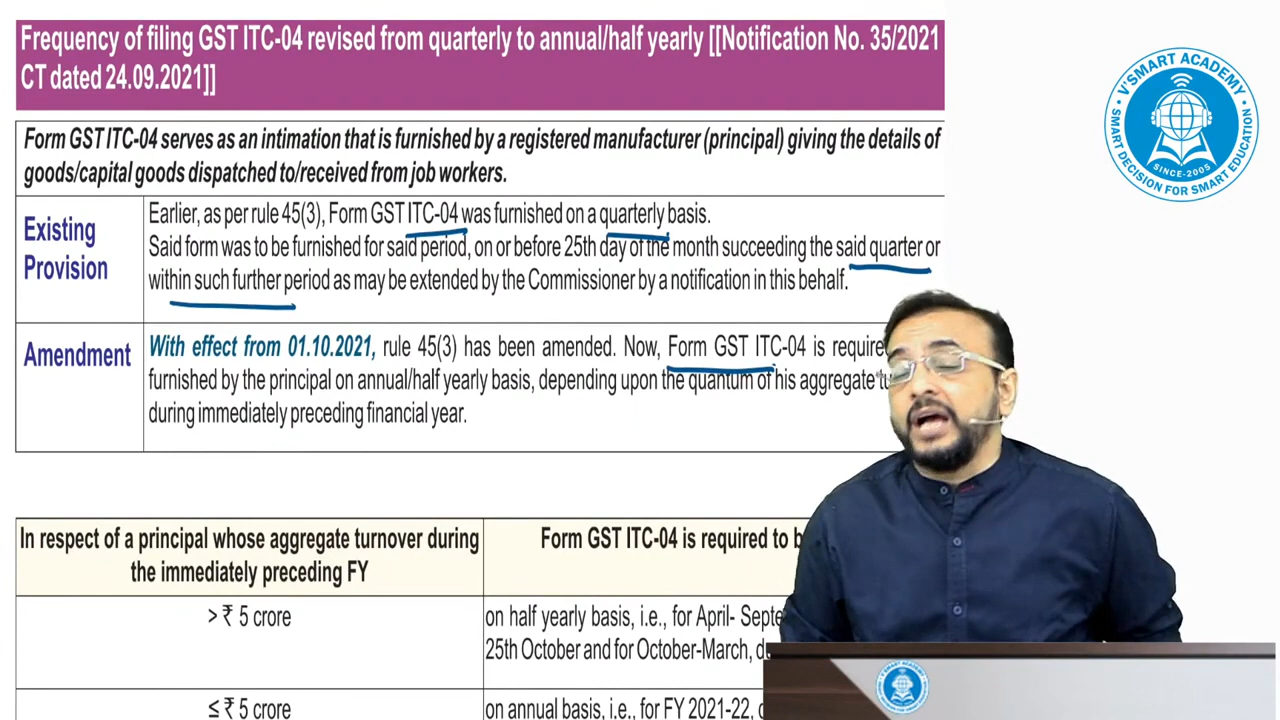 Frequency of filing GST ITC-04 revised from quarterly to annual/half yearly [[Notification No. 35/2021
CT dated 24.09.2021]]
V'SMART ACADEMY
SINCE-2005
SMART DECISION FOR SMART EDUCATION
Form GST ITC-04 serves as an intimation that is furnished by a registered manufacturer (principal) giving the details of
goods/capital goods dispatched to/received from job workers.
Existing
Provision
Earlier, as per rule 45(3), Form GST ITC-04 was furnished on a quarterly basis.
Said form was to be furnished for said period, on or before 25th day of the month succeeding the said quarter or
within such further period as may be extended by the Commissioner by a notification in this behalf.
Amendment
With effect from 01.10.2021, rule 45(3) has been amended. Now, Form GST ITC-04 is require
furnished by the principal on annual/half yearly basis, depending upon the quantum of his aggregate
during immediately preceding financial year.
In respect of a principal whose aggregate turnover during
the immediately preceding FY
Form GST ITC-04 is required to b
> ₹ 5 crore
on half yearly basis, i.e., for April- Septe
25th October and for October-March, d
≤ ₹ 5 crore
on annual basis, i.e., for FY 2021-22,
V'SMART ACADEMY